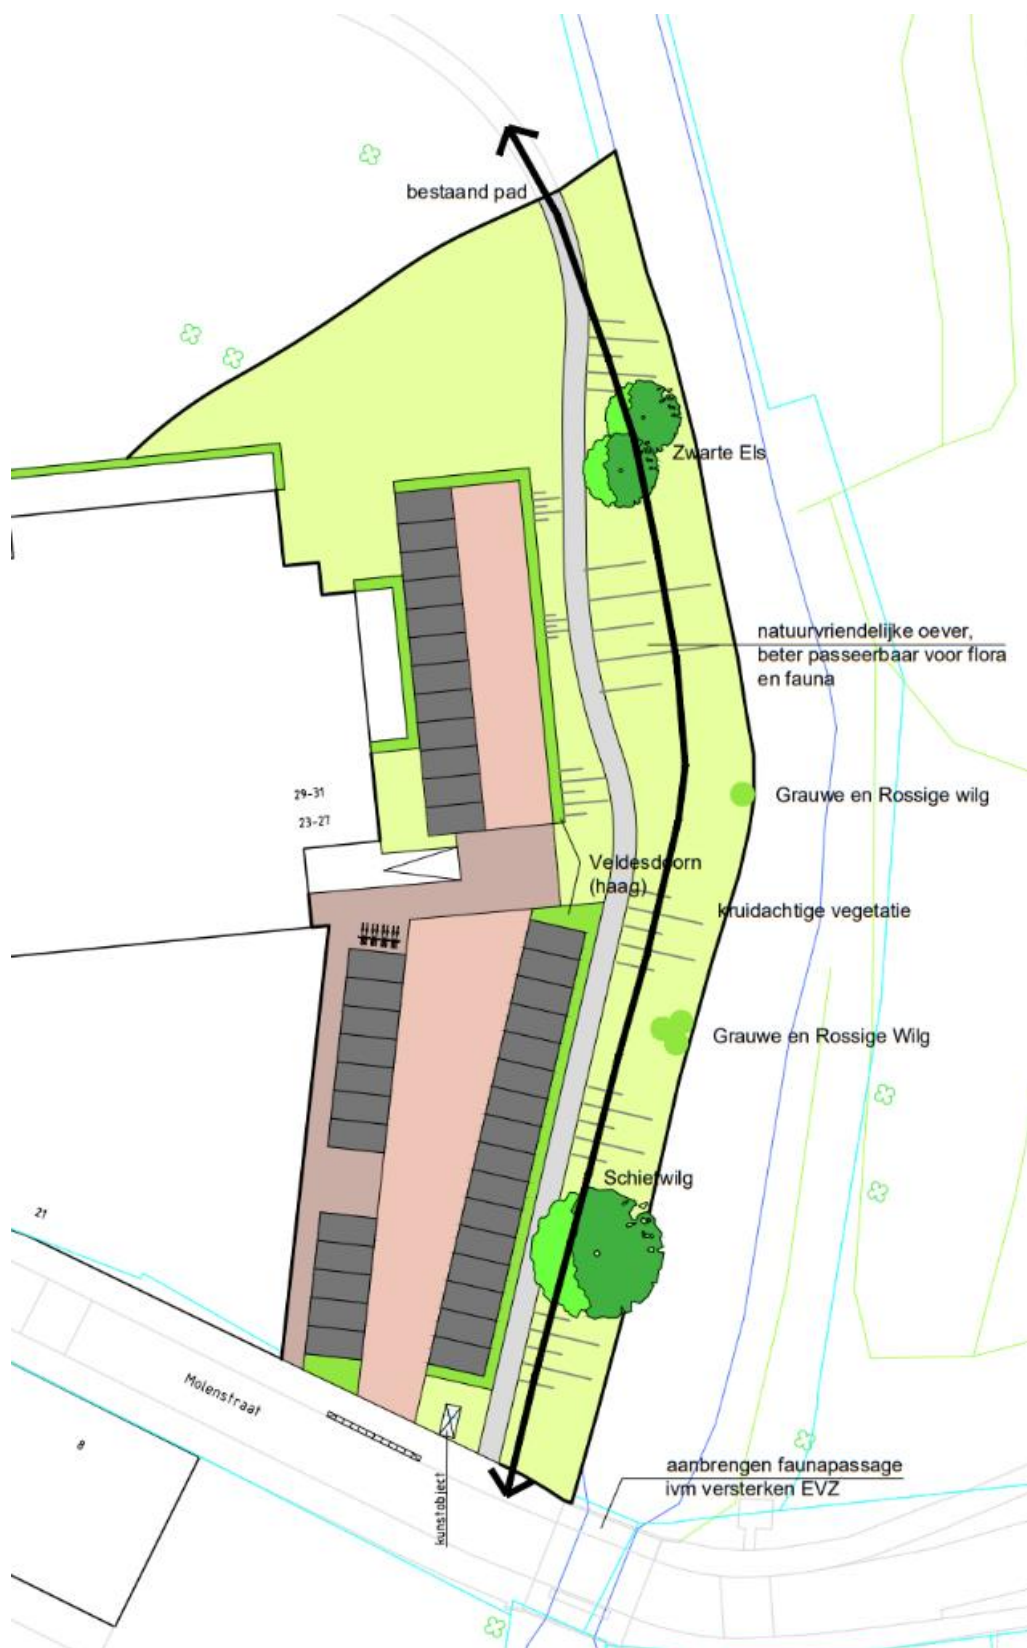 bestaand pad
Zwarte Els
natuurvriendelijke oever,
beter passeerbaar voor flora
en fauna
29-31
23-27
Grauwe en Rossige wilg
Veldesdoorn
(haag)
kruidachtige vegetatie
Grauwe en Rossige Wilg
Schietwilg
21
Molenstraat
8
kunstobject
aanbrengen faunapassage
ivm versterken EVZ